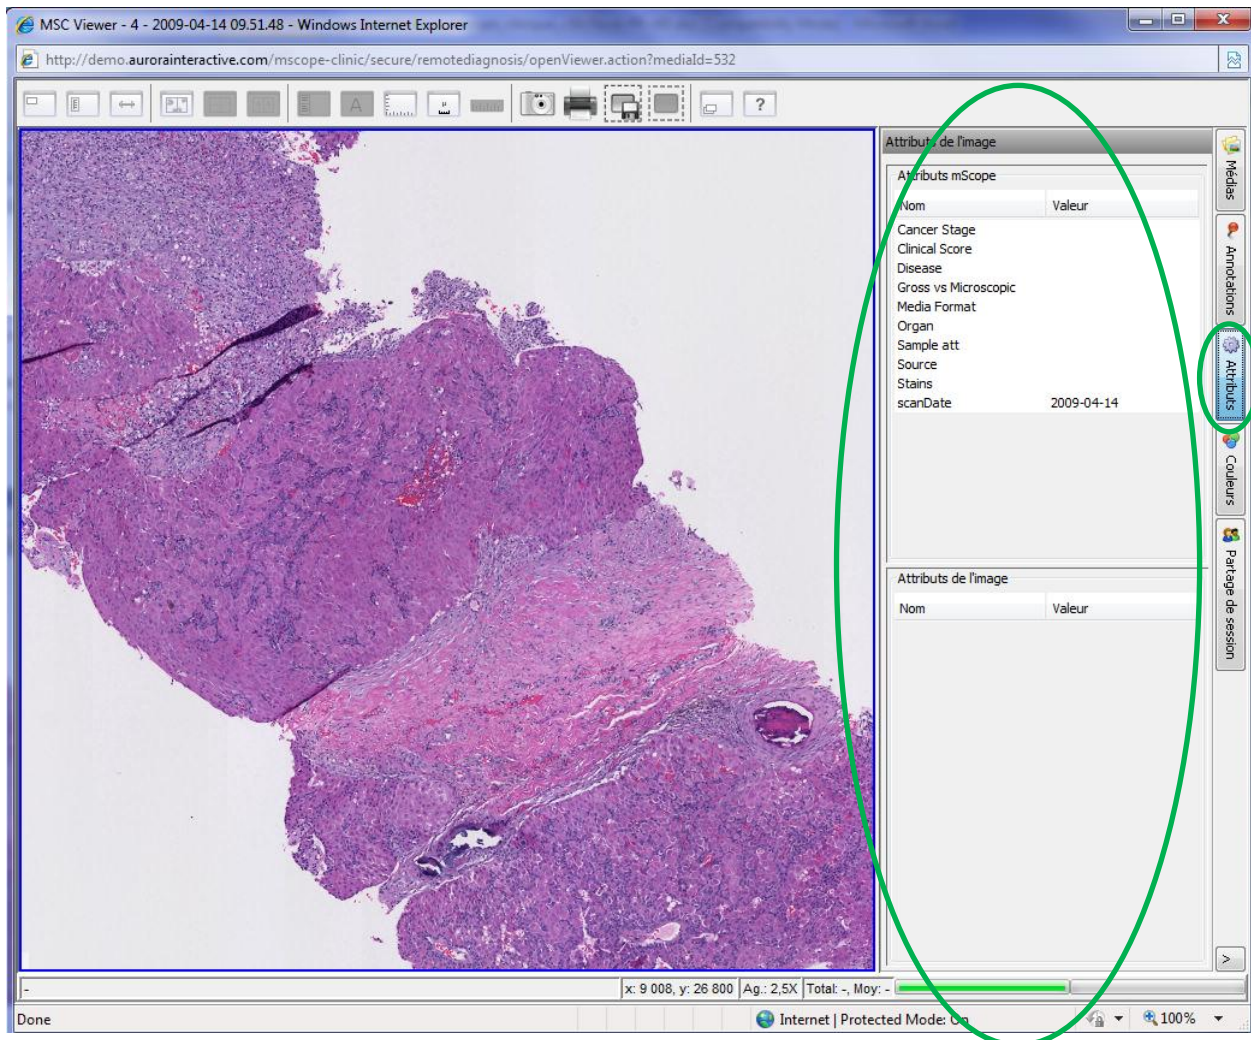 MSC Viewer - 4 - 2009-04-14 09.51.48 - Windows Internet Explorer
http://demo.aurorainteractive.com/mscope-clinic/secure/remotediagnosis/openViewer.action?mediaId=532
A
µ
?
Attributs de l'image
Attributs mScope
Nom Valeur
Cancer Stage
Clinical Score
Disease
Gross vs Microscopic
Media Format
Organ
Sample att
Source
Stains
scanDate 2009-04-14
Attributs de l'image
Nom Valeur
Médias
Annotations
Attributs
Couleurs
Partage de session
>
-
x: 9 008, y: 26 800 Ag.: 2,5X Total: -, Moy: -
Done
Internet | Protected Mode: On
100%